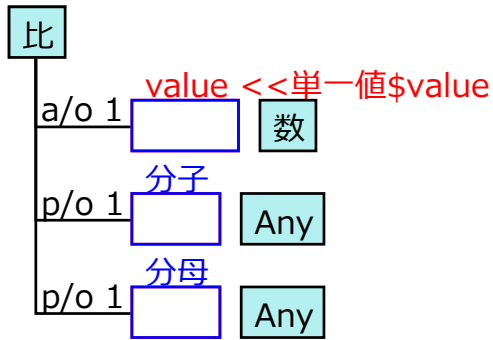 比
value <<単一値$value
a/o 1
数
分子
p/o 1
Any
分母
p/o 1
Any